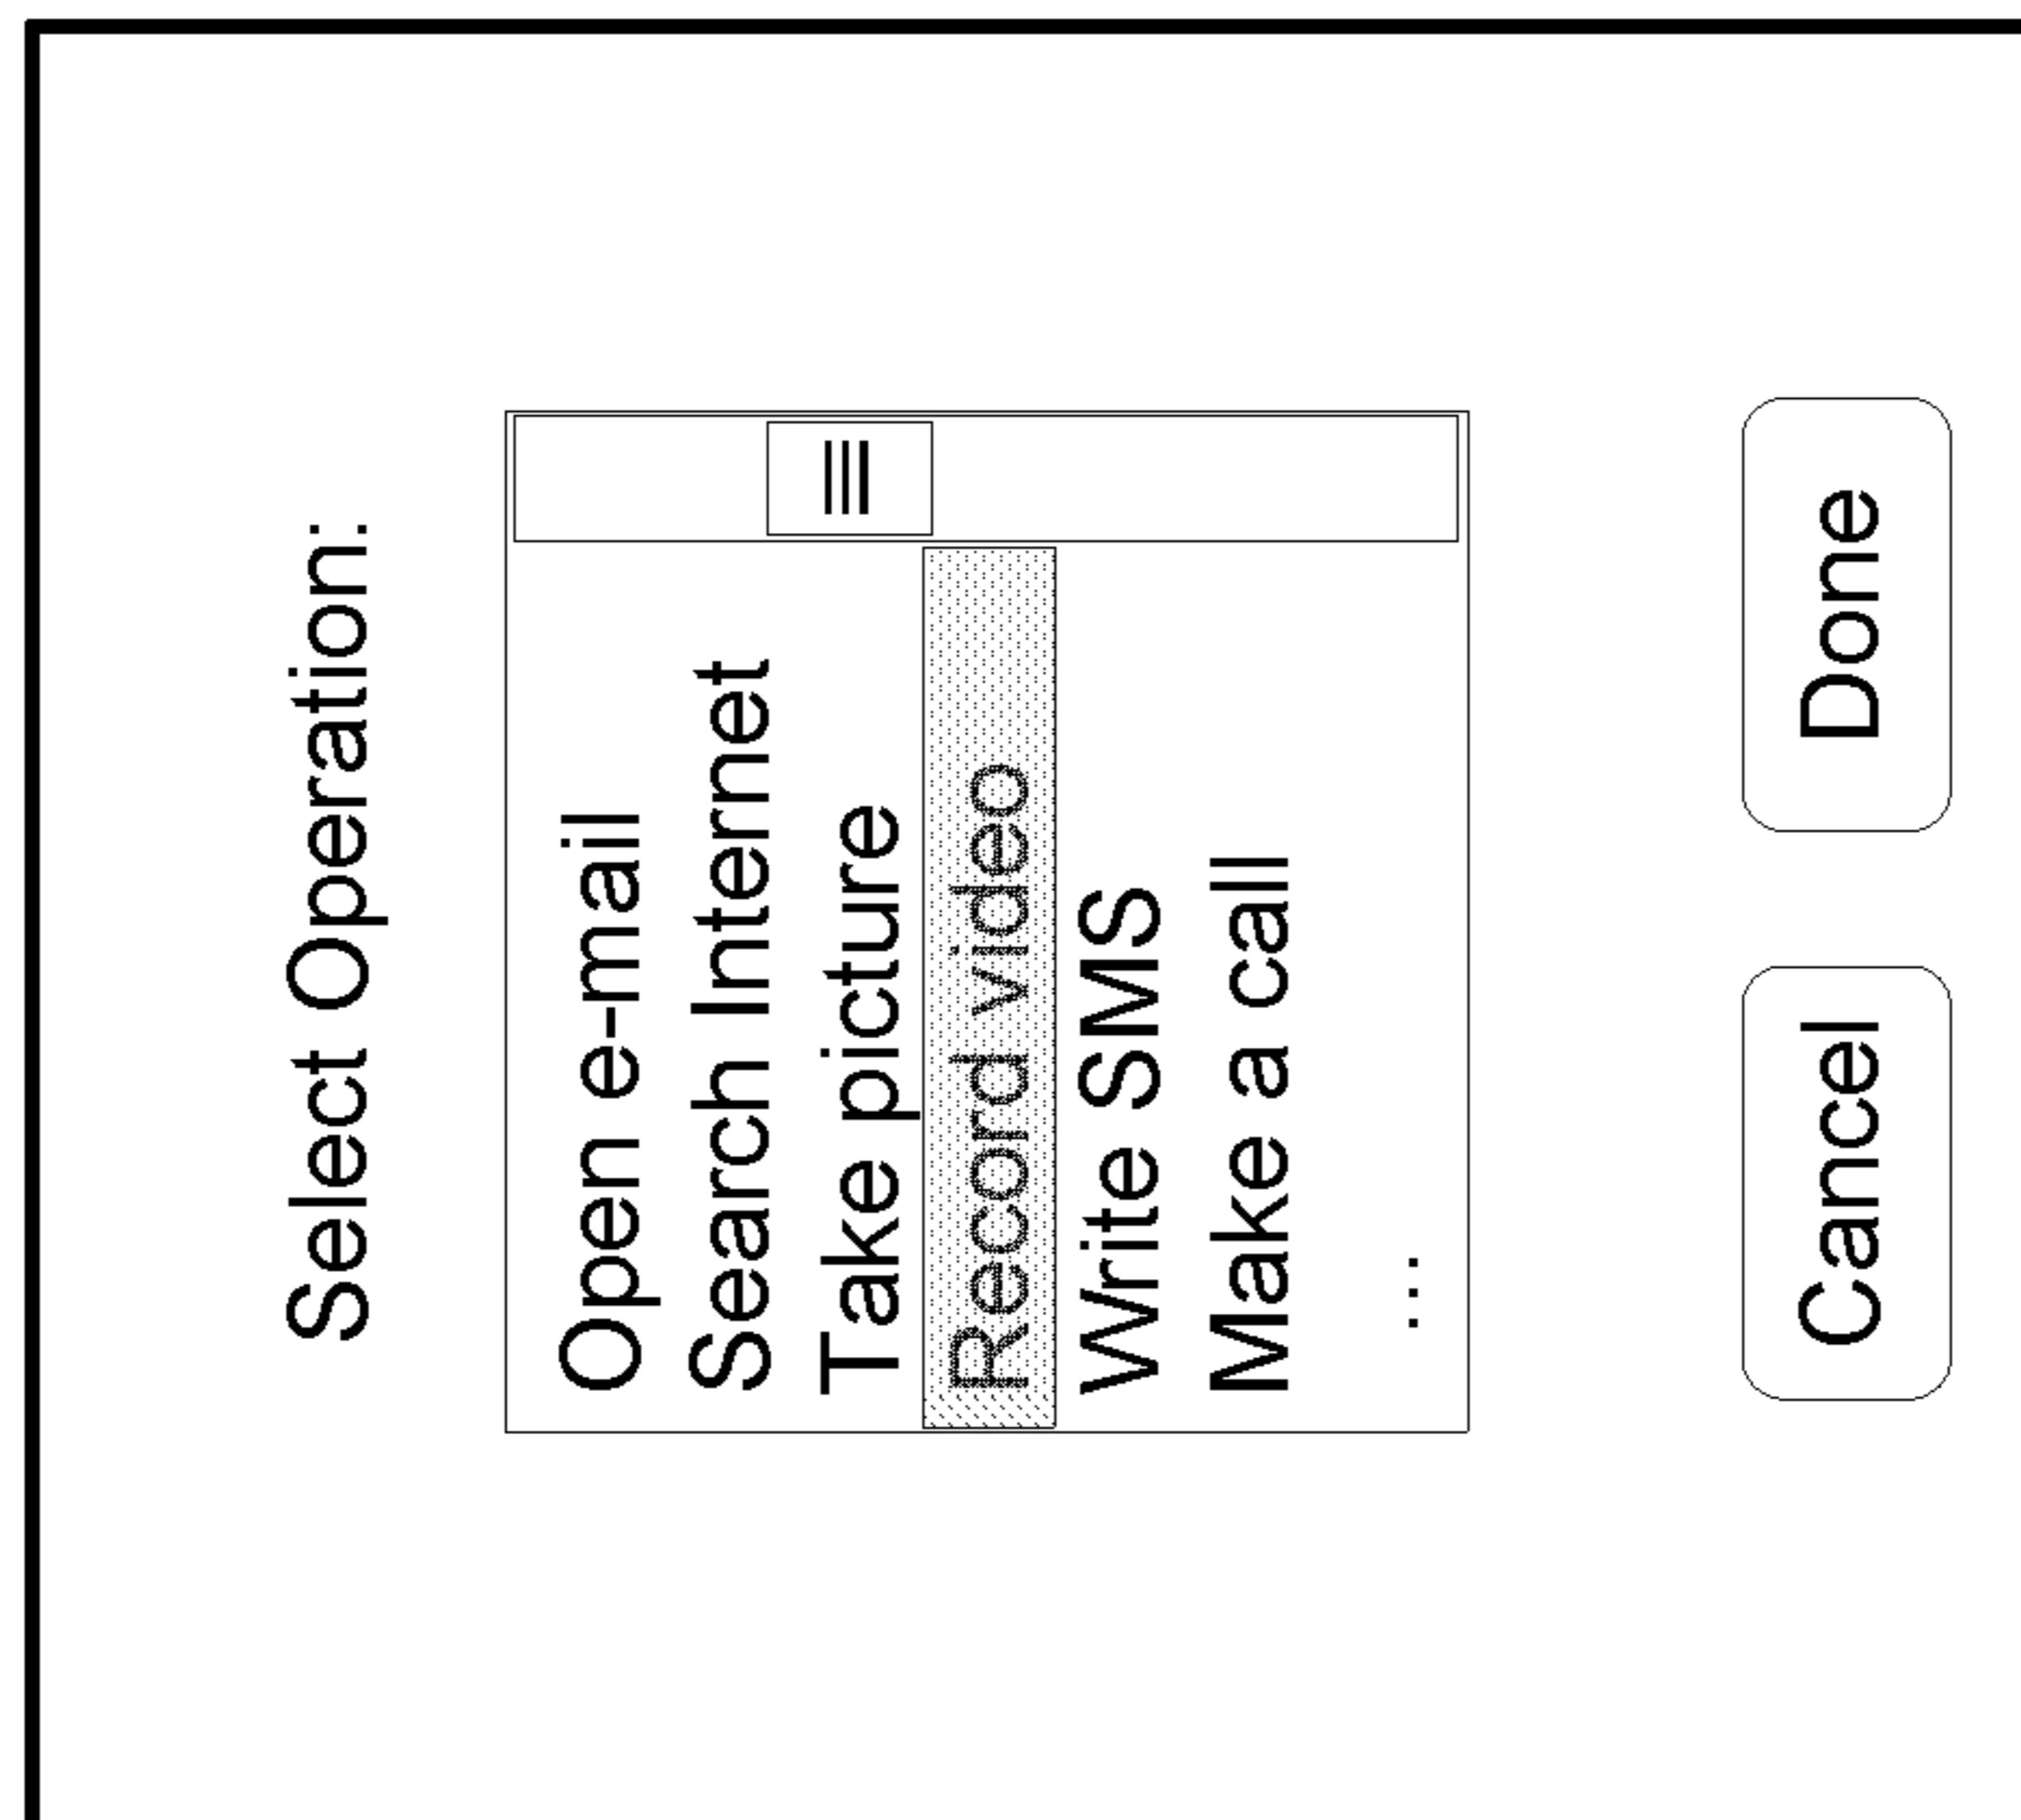 Select Operation:
Open e-mail
Search Internet
Take picture
Record video
Write SMS
Make a call
...
Cancel Done